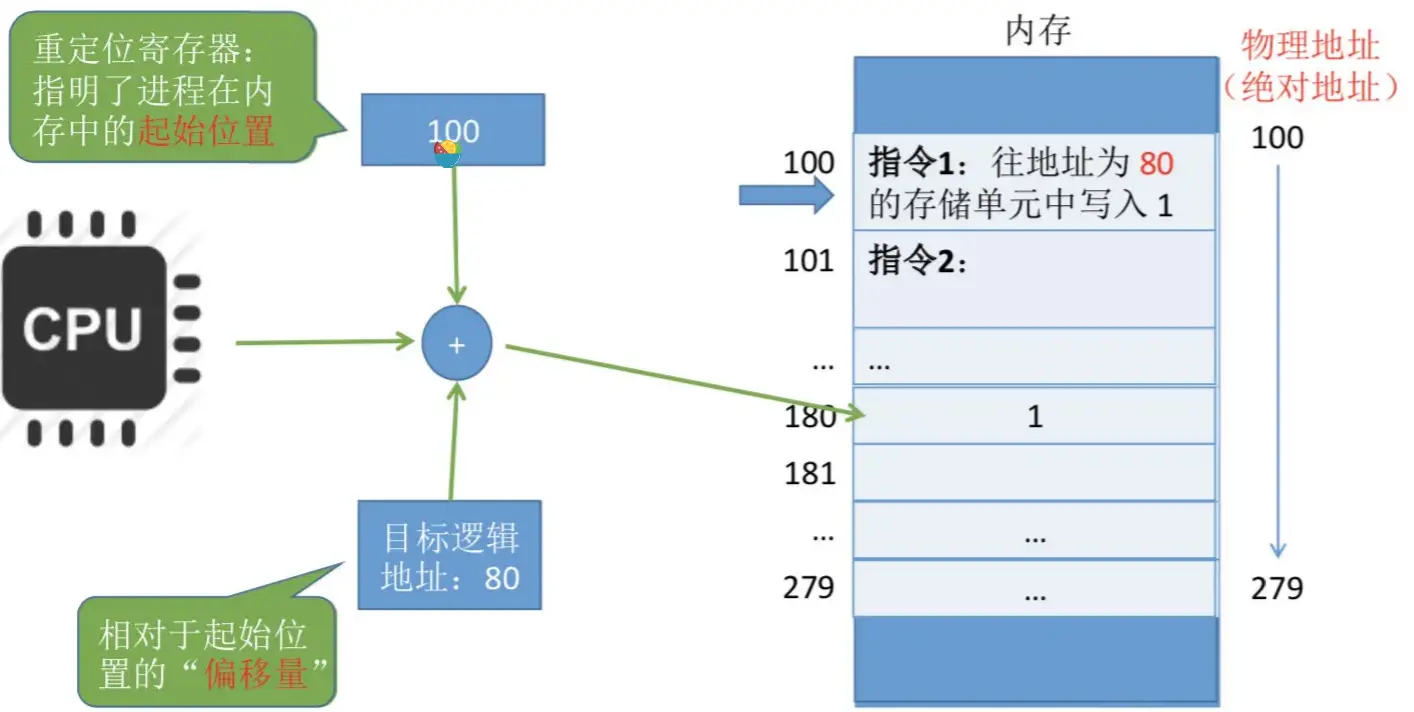 重定位寄存器：
指明了进程在内
存中的起始位置
100
CPU
+
目标逻辑
地址：80
相对于起始位
置的“偏移量”
内存
物理地址
（绝对地址）
100
279
100
指令1：往地址为 80
的存储单元中写入 1
101
指令2：
...
...
180
1
181
...
...
279
...